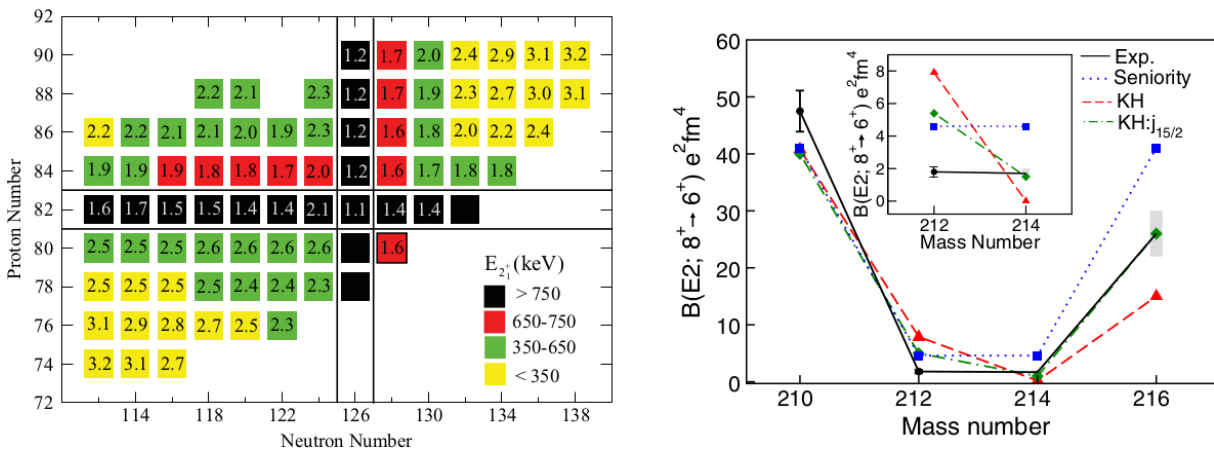 92
90 1.2 1.7 2.0 2.4 2.9 3.1 3.2
88 2.2 2.1 2.3 1.2 1.7 1.9 2.3 2.7 3.0 3.1
86 2.2 2.2 2.1 2.1 2.0 1.9 2.3 1.2 1.6 1.8 2.0 2.2 2.4
84 1.9 1.9 1.9 1.8 1.8 1.7 2.0 1.2 1.6 1.7 1.8 1.8
82 1.6 1.7 1.5 1.5 1.4 1.4 2.1 1.1 1.4 1.4
80 2.5 2.5 2.5 2.6 2.6 2.6 2.6 1.6
78 2.5 2.5 2.5 2.5 2.4 2.4 2.3
76 3.1 2.9 2.8 2.7 2.5 2.3
74 3.2 3.1 2.7
72
Proton Number
114 118 122 126 130 134 138
Neutron Number
E2₁⁺(keV)
> 750
650-750
350-650
< 350
B(E2; 8⁺→ 6⁺) e²fm⁴
60
50
40
30
20
10
0
210 212 214 216
Mass number
B(E2; 8⁺→ 6⁺) e²fm⁴
8
6
4
2
0
212 214
Mass Number
Exp.
Seniority
KH
KH:j15/2